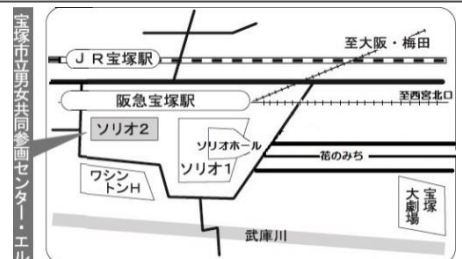 宝塚市立男女共同参画センター・エル
JR宝塚駅
至大阪・梅田
阪急宝塚駅
至西宮北口
ソリオ2
ソリオホール
ソリオ1
花のみち
ワシントンH
宝塚大劇場
武庫川